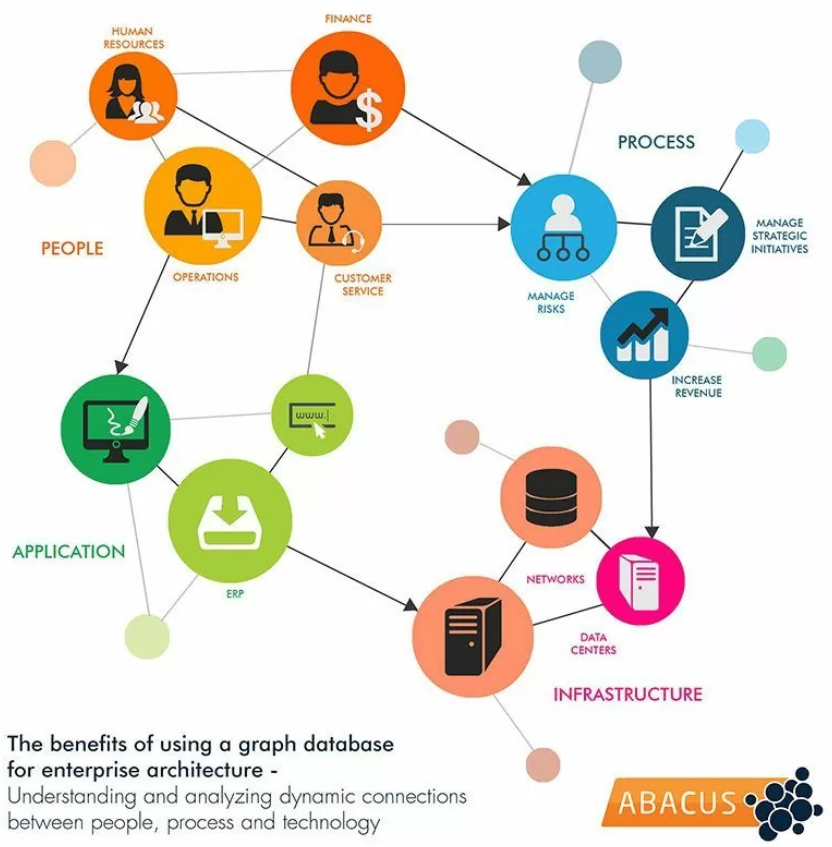 HUMAN
RESOURCES
FINANCE
$
PROCESS
PEOPLE
OPERATIONS
CUSTOMER
SERVICE
MANAGE
RISKS
MANAGE
STRATEGIC
INITIATIVES
INCREASE
REVENUE
www.
APPLICATION
ERP
NETWORKS
DATA
CENTERS
INFRASTRUCTURE
The benefits of using a graph database
for enterprise architecture -
Understanding and analyzing dynamic connections
between people, process and technology
ABACUS